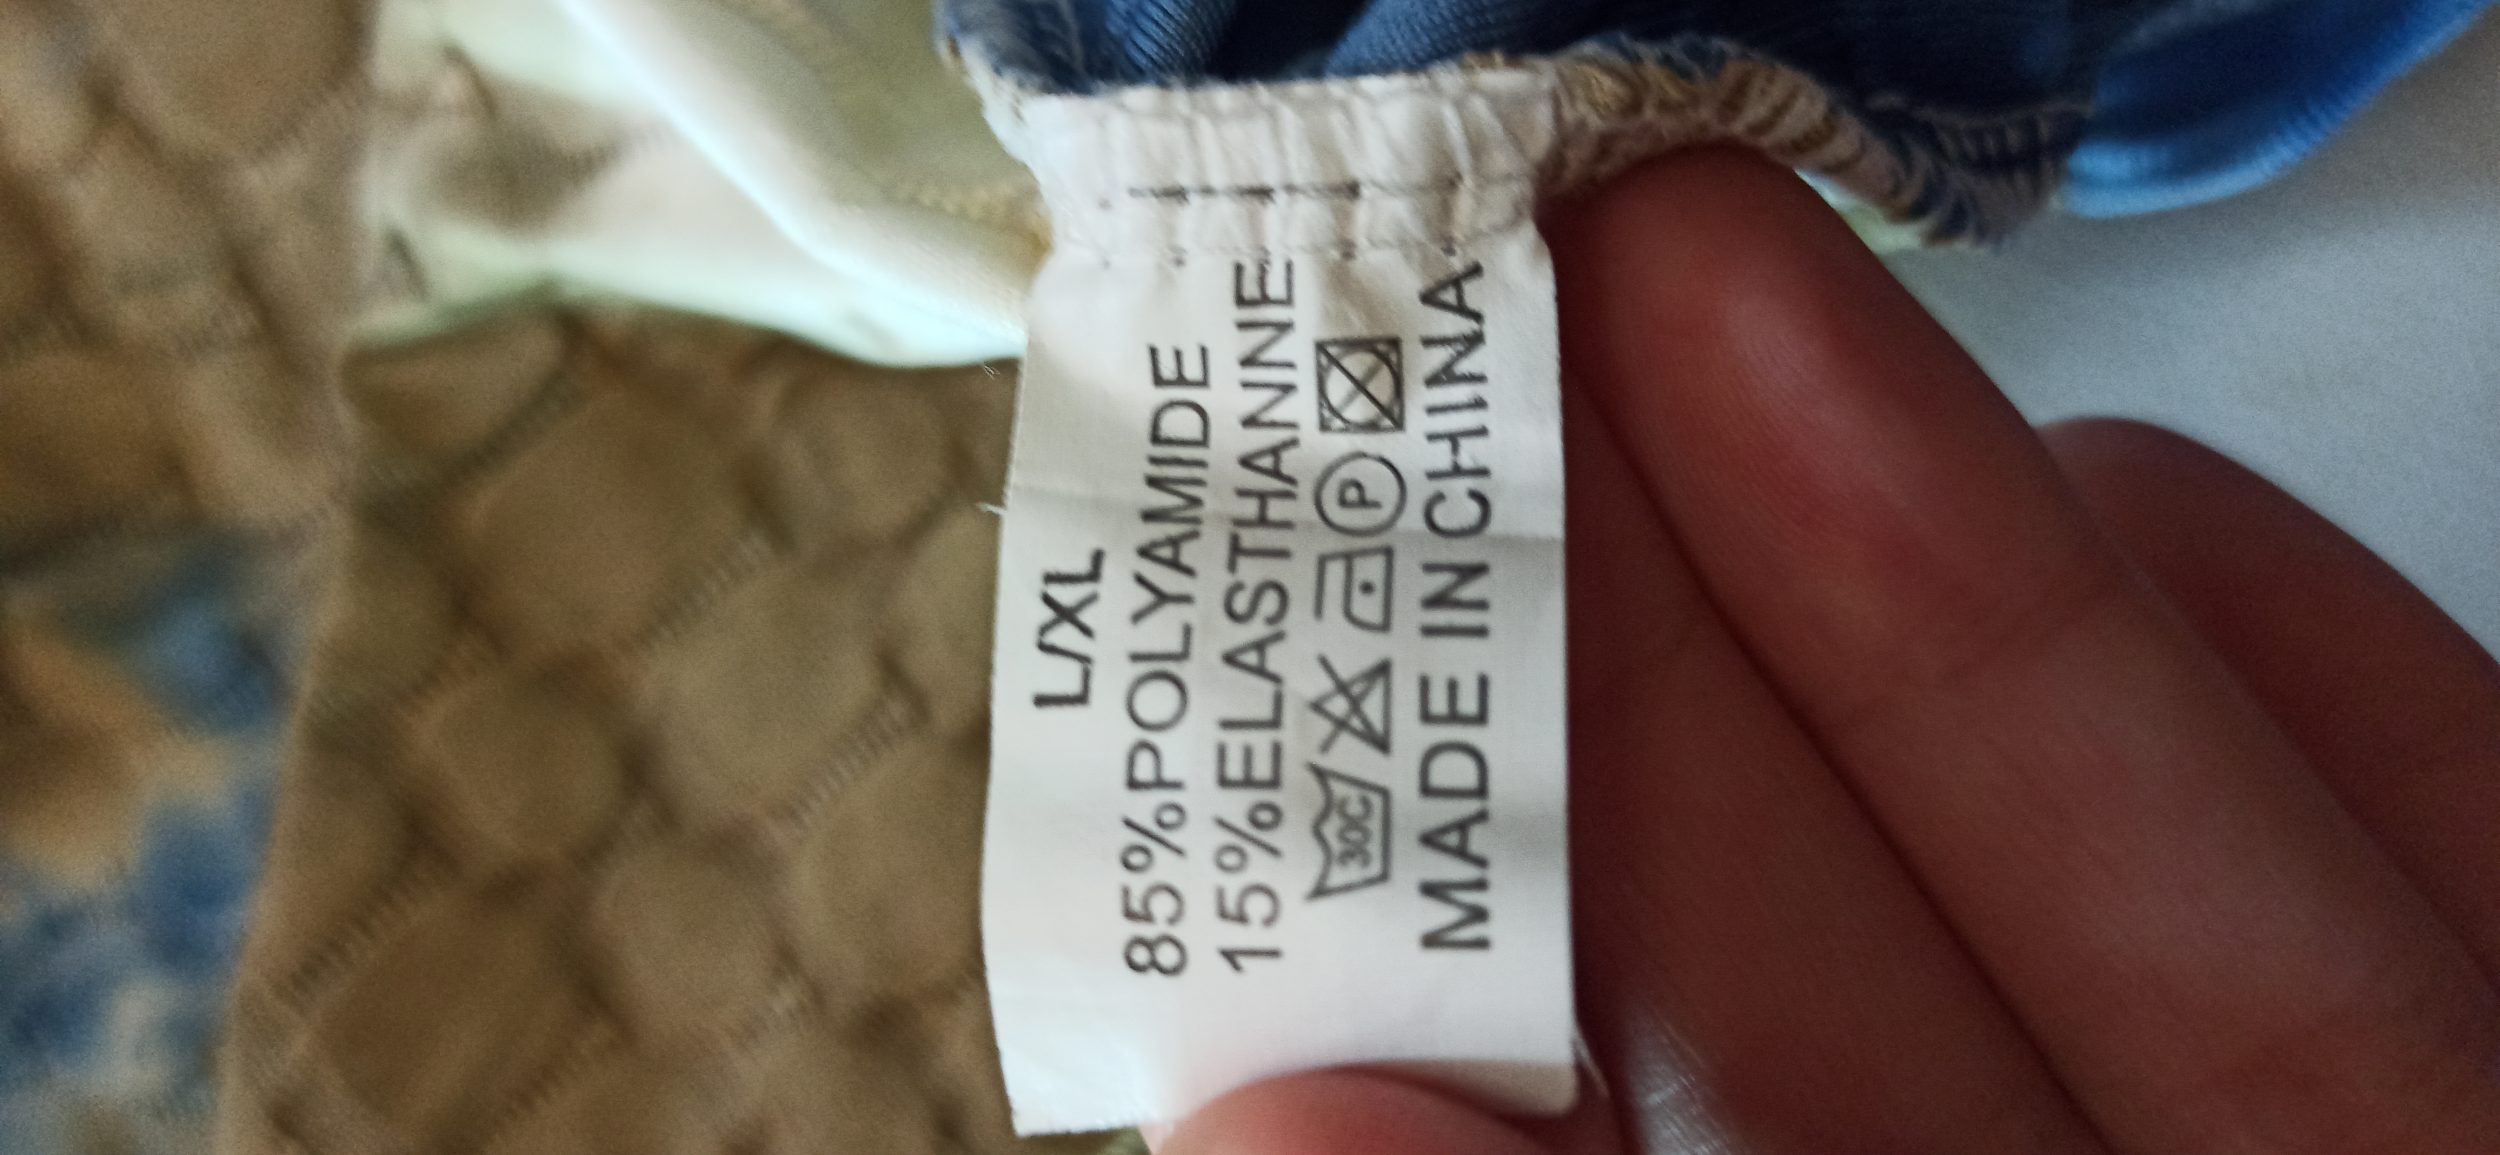 L/XL
85%POLYAMIDE
15%ELASTHANNE
30C P
MADE IN CHINA